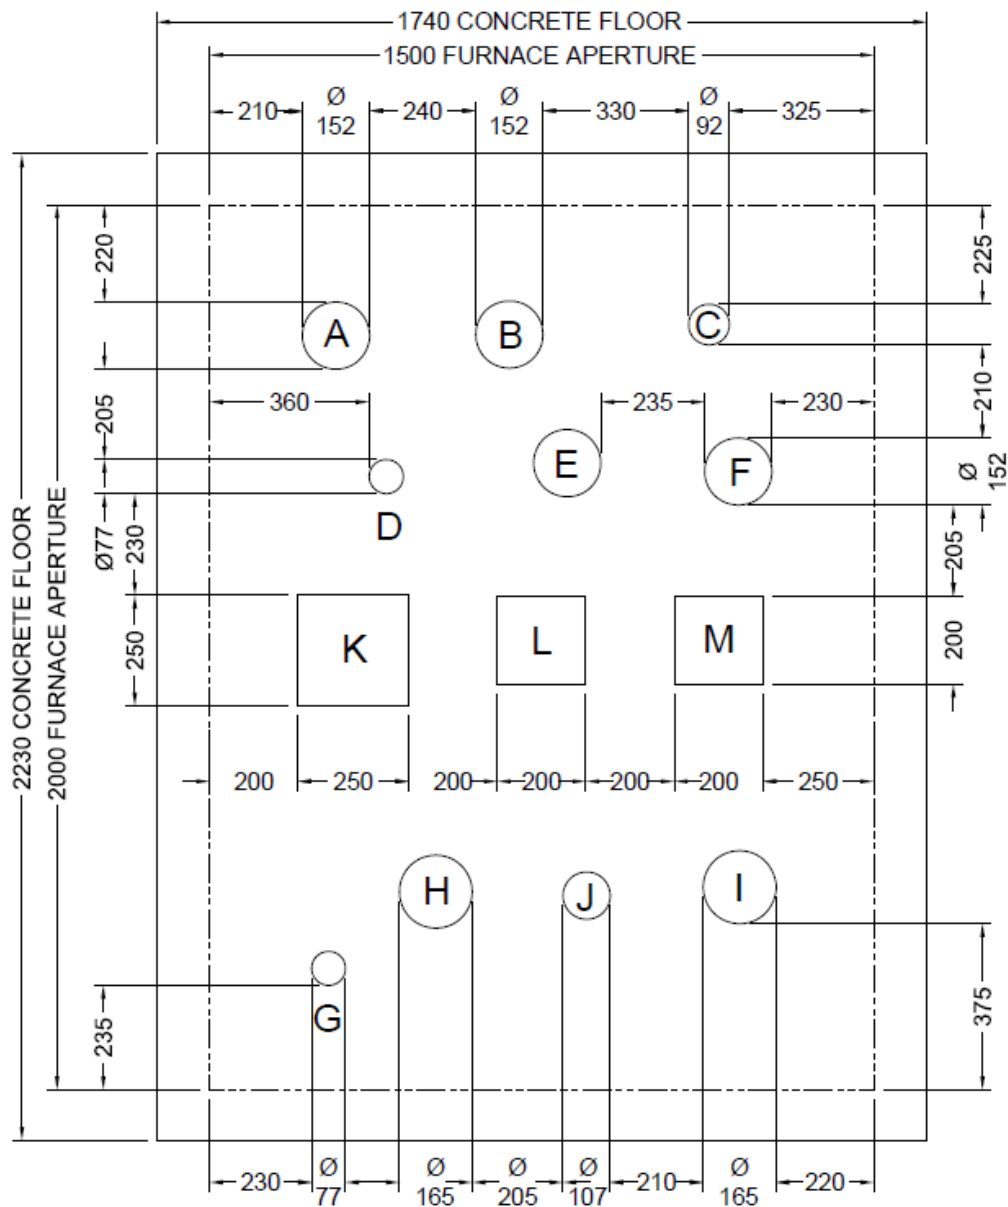 1740 CONCRETE FLOOR
1500 FURNACE APERTURE
210 Ø 152 240 Ø 152 330 Ø 92 325
220
225
A
B
C
360
235
230
205
210
E
F
Ø 152
D
Ø77
230
205
2230 CONCRETE FLOOR
2000 FURNACE APERTURE
K
L
M
250
200
200 250 200 200 200 200 250
H
J
I
G
235
375
230 Ø 77 Ø 165 Ø 205 Ø 107 210 Ø 165 220